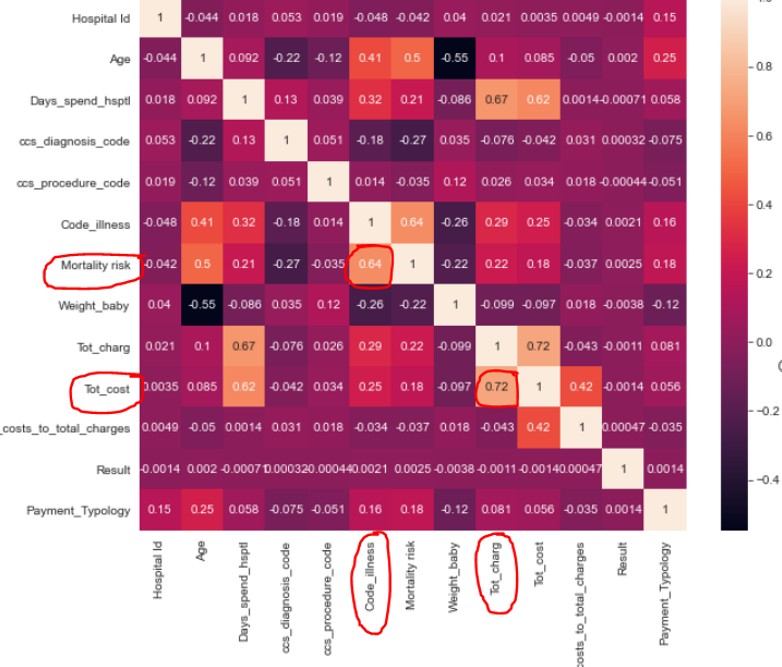 Hospital Id 1 -0.044 0.018 0.053 0.019 -0.048 -0.042 0.04 0.021 0.0035 0.0049 -0.0014 0.15
Age -0.044 1 0.092 -0.22 -0.12 0.41 0.5 -0.55 0.1 0.085 -0.05 0.002 0.25
Days_spend_hsptl 0.018 0.092 1 0.13 0.039 0.32 0.21 -0.086 0.67 0.62 0.0014 -0.00071 0.058
ccs_diagnosis_code 0.053 -0.22 0.13 1 0.051 -0.18 -0.27 0.035 -0.076 -0.042 0.031 0.00032 -0.075
ccs_procedure_code 0.019 -0.12 0.039 0.051 1 0.014 -0.035 0.12 0.026 0.034 0.018 -0.00044 -0.051
Code_illness -0.048 0.41 0.32 -0.18 0.014 1 0.64 -0.26 0.29 0.25 -0.034 0.0021 0.16
Mortality risk -0.042 0.5 0.21 -0.27 -0.035 0.64 1 -0.22 0.22 0.18 -0.037 0.0025 0.18
Weight_baby 0.04 -0.55 -0.086 0.035 0.12 -0.26 -0.22 1 -0.099 -0.097 0.018 -0.0038 -0.12
Tot_charg 0.021 0.1 0.67 -0.076 0.026 0.29 0.22 -0.099 1 0.72 -0.043 -0.0011 0.081
Tot_cost 0.0035 0.085 0.62 -0.042 0.034 0.25 0.18 -0.097 0.72 1 0.42 -0.0014 0.056
_costs_to_total_charges 0.0049 -0.05 0.0014 0.031 0.018 -0.034 -0.037 0.018 -0.043 0.42 1 0.00047 -0.035
Result -0.0014 0.002 -0.00071 0.00032 -0.00044 0.0021 0.0025 -0.0038 -0.0011 -0.0014 0.00047 1 0.0014
Payment_Typology 0.15 0.25 0.058 -0.075 -0.051 0.16 0.18 -0.12 0.081 0.056 -0.035 0.0014 1
Hospital Id
Age
Days_spend_hsptl
ccs_diagnosis_code
ccs_procedure_code
Code_illness
Mortality risk
Weight_baby
Tot_charg
Tot_cost
costs_to_total_charges
Result
Payment_Typology
0.8
0.6
0.4
0.2
0.0
-0.2
-0.4